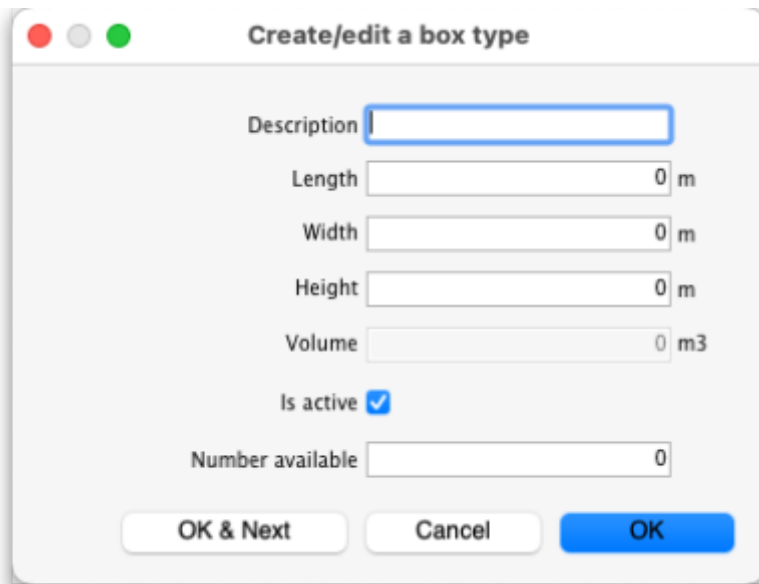 Create/edit a box type
Description
Length 0 m
Width 0 m
Height 0 m
Volume 0 m3
Is active
Number available 0
OK & Next Cancel OK